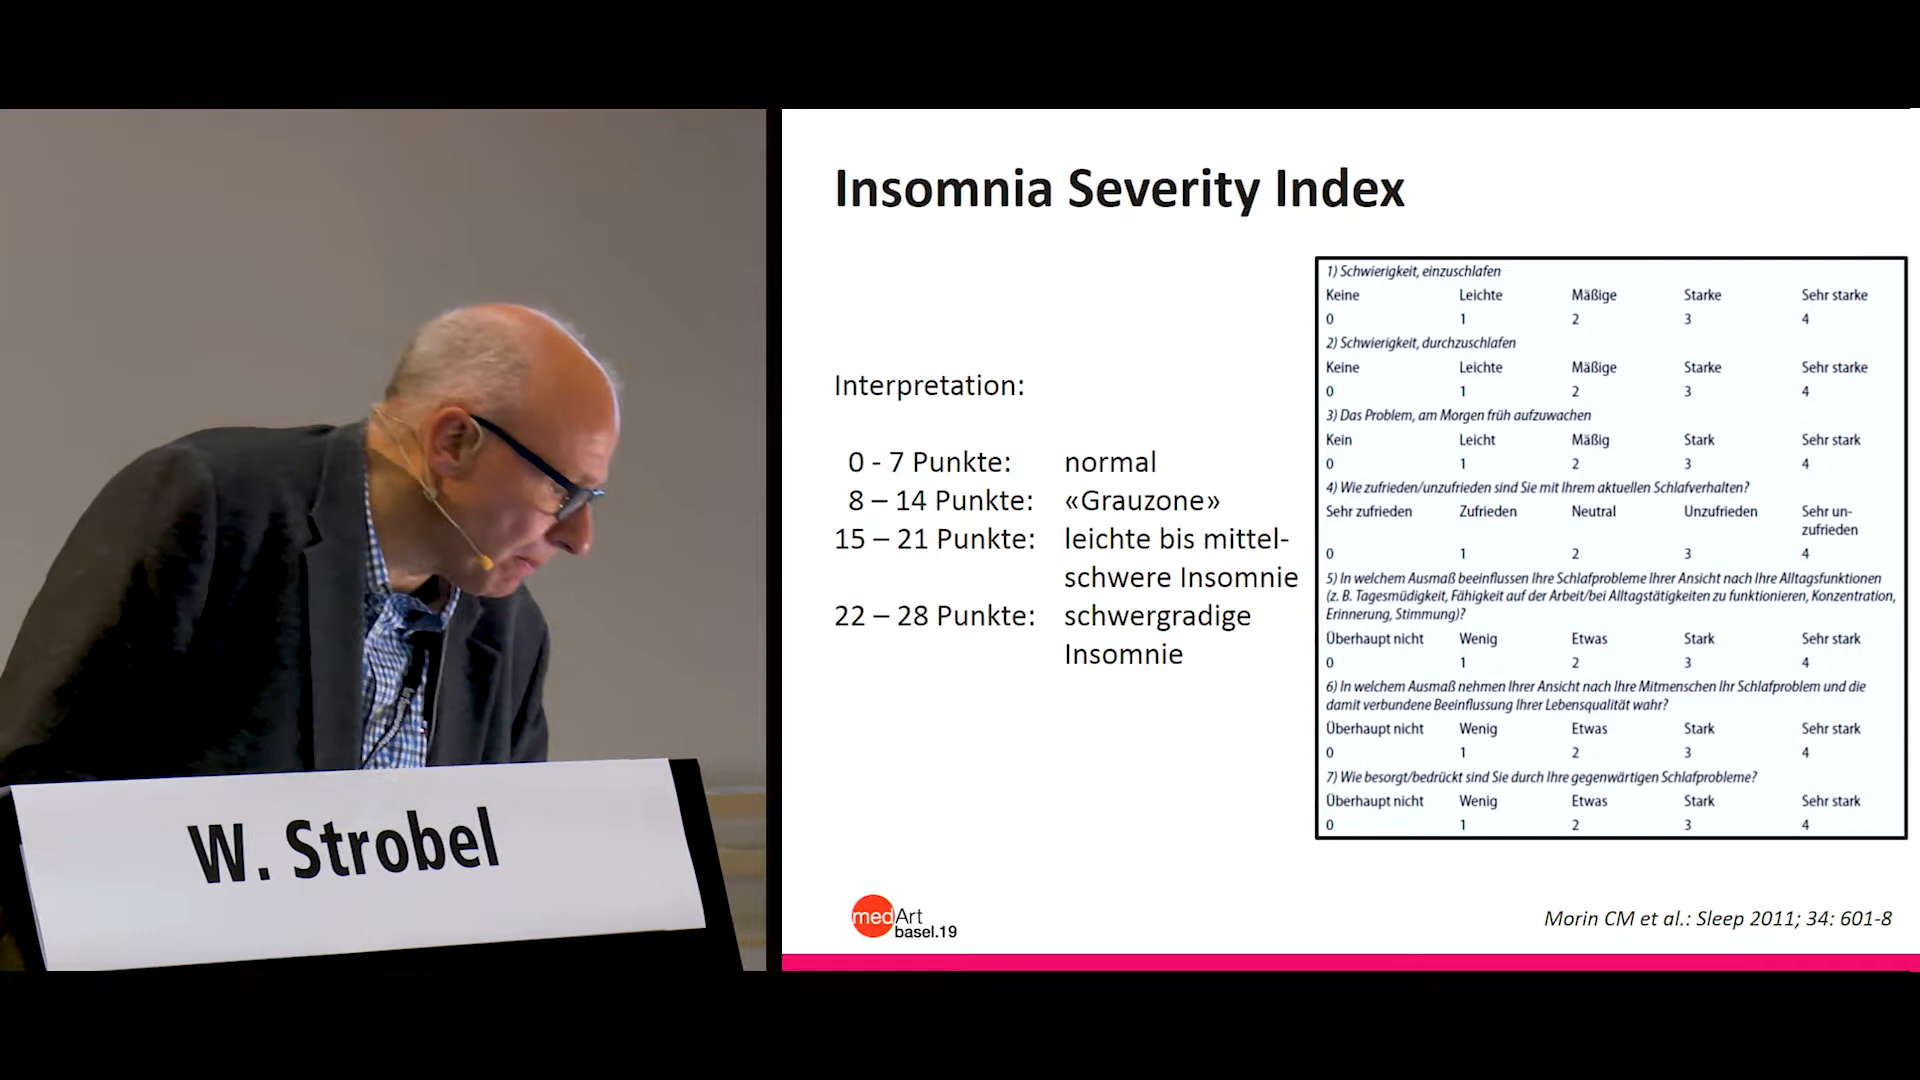 W. Strobel
Insomnia Severity Index
Interpretation:
0 - 7 Punkte: normal
8 – 14 Punkte: «Grauzone»
15 – 21 Punkte: leichte bis mittel-
schwere Insomnie
22 – 28 Punkte: schwergradige
Insomnie
1) Schwierigkeit, einzuschlafen
Keine Leichte Mäßige Starke Sehr starke
0 1 2 3 4
2) Schwierigkeit, durchzuschlafen
Keine Leichte Mäßige Starke Sehr starke
0 1 2 3 4
3) Das Problem, am Morgen früh aufzuwachen
Kein Leicht Mäßig Stark Sehr stark
0 1 2 3 4
4) Wie zufrieden/unzufrieden sind Sie mit Ihrem aktuellen Schlafverhalten?
Sehr zufrieden Zufrieden Neutral Unzufrieden Sehr un-
zufrieden
0 1 2 3 4
5) In welchem Ausmaß beeinflussen Ihre Schlafprobleme Ihrer Ansicht nach Ihre Alltagsfunktionen
(z. B. Tagesmüdigkeit, Fähigkeit auf der Arbeit/bei Alltagstätigkeiten zu funktionieren, Konzentration,
Erinnerung, Stimmung)?
Überhaupt nicht Wenig Etwas Stark Sehr stark
0 1 2 3 4
6) In welchem Ausmaß nehmen Ihrer Ansicht nach Ihre Mitmenschen Ihr Schlafproblem und die
damit verbundene Beeinflussung Ihrer Lebensqualität wahr?
Überhaupt nicht Wenig Etwas Stark Sehr stark
0 1 2 3 4
7) Wie besorgt/bedrückt sind Sie durch Ihre gegenwärtigen Schlafprobleme?
Überhaupt nicht Wenig Etwas Stark Sehr stark
0 1 2 3 4
medArt
basel.19
Morin CM et al.: Sleep 2011; 34: 601-8